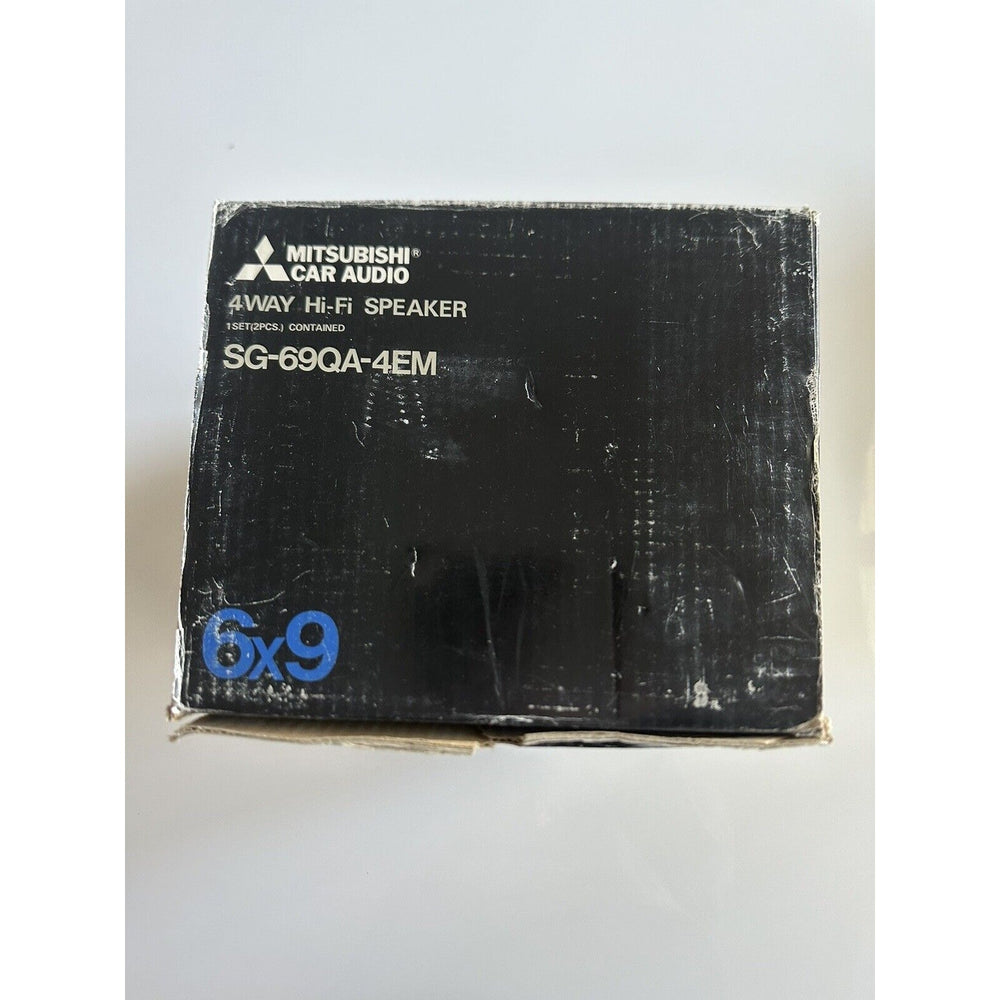 MITSUBISHI®
CAR AUDIO
4WAY Hi-Fi SPEAKER
1SET(2PCS.) CONTAINED
SG-69QA-4EM
6x9